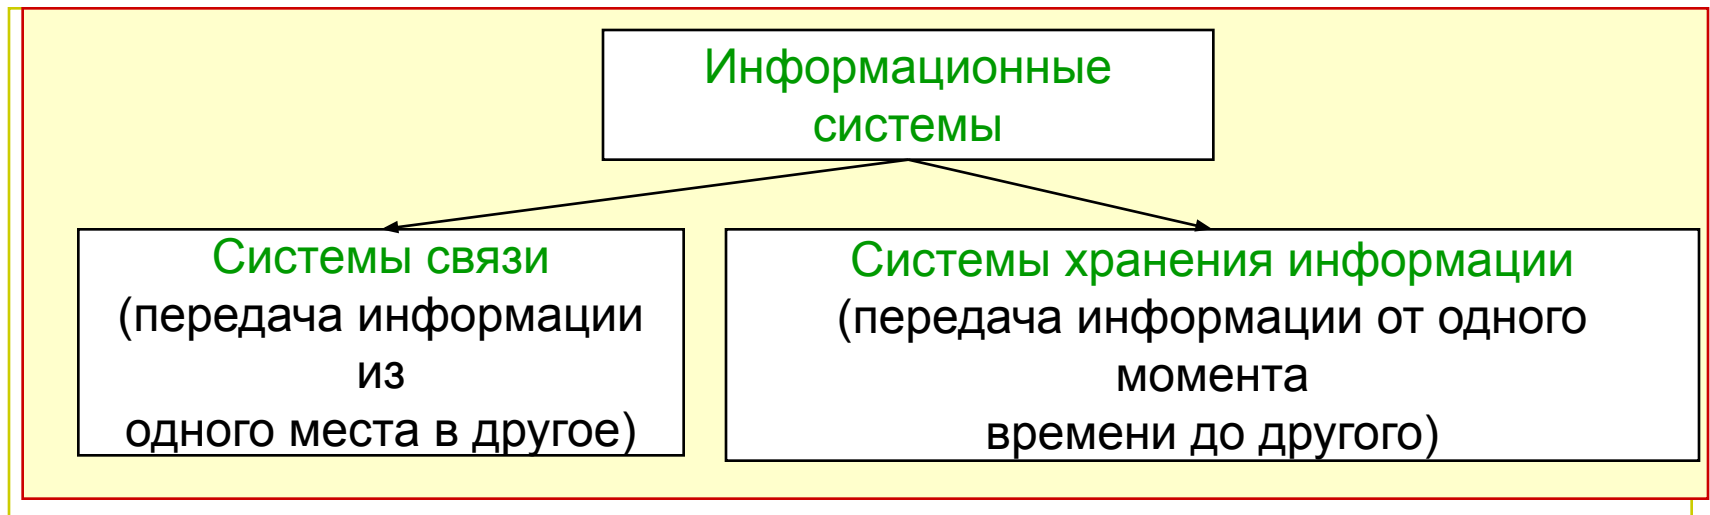 Информационные
системы
Системы связи
(передача информации
из
одного места в другое)
Системы хранения информации
(передача информации от одного
момента
времени до другого)